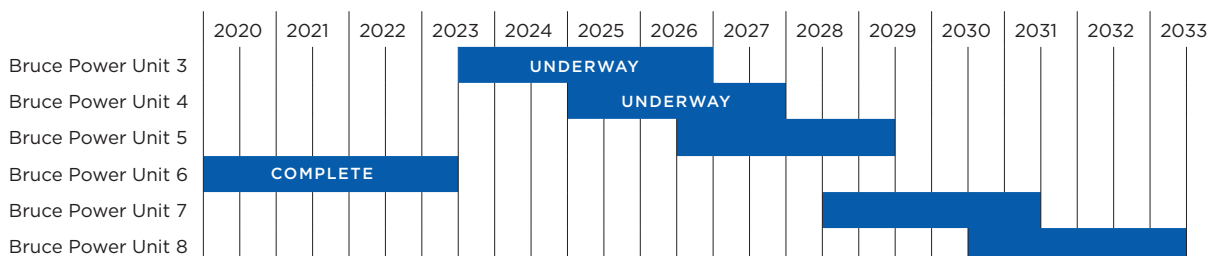 2020 2021 2022 2023 2024 2025 2026 2027 2028 2029 2030 2031 2032 2033
Bruce Power Unit 3 UNDERWAY
Bruce Power Unit 4 UNDERWAY
Bruce Power Unit 5
Bruce Power Unit 6 COMPLETE
Bruce Power Unit 7
Bruce Power Unit 8